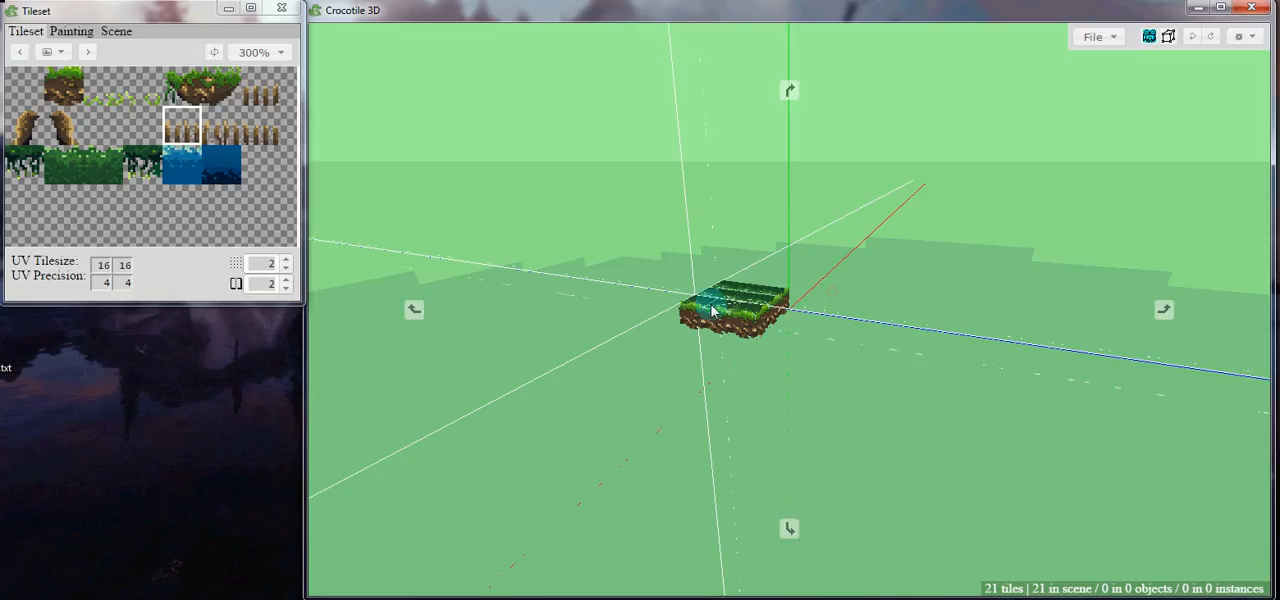 Tileset
Crocotile 3D
Tileset Painting Scene
File
300%
UV Tilesize: 16 16 2
UV Precision: 4 4 2
.txt
21 tiles | 21 in scene / 0 in 0 objects / 0 in 0 instances